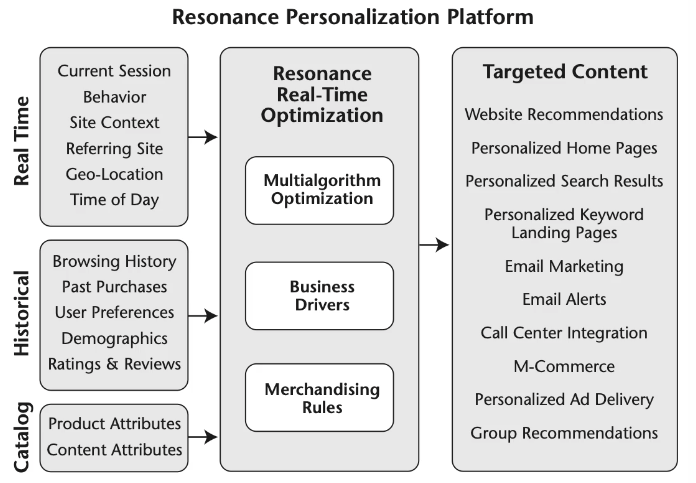 Resonance Personalization Platform
Real Time
Current Session
Behavior
Site Context
Referring Site
Geo-Location
Time of Day
Historical
Browsing History
Past Purchases
User Preferences
Demographics
Ratings & Reviews
Catalog
Product Attributes
Content Attributes
Resonance
Real-Time
Optimization
Multialgorithm
Optimization
Business
Drivers
Merchandising
Rules
Targeted Content
Website Recommendations
Personalized Home Pages
Personalized Search Results
Personalized Keyword
Landing Pages
Email Marketing
Email Alerts
Call Center Integration
M-Commerce
Personalized Ad Delivery
Group Recommendations